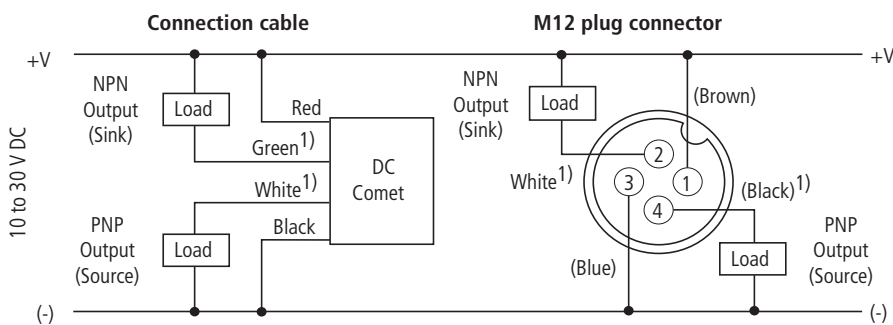 Connection cable
M12 plug connector
+V
+V
10 to 30 V DC
NPN
Output
(Sink)
Load
Red
Green1)
White1)
Black
DC
Comet
PNP
Output
(Source)
Load
(-)
NPN
Output
(Sink)
Load
(Brown)
White1)
2
3
1
4
(Black)1)
(Blue)
Load
PNP
Output
(Source)
(-)